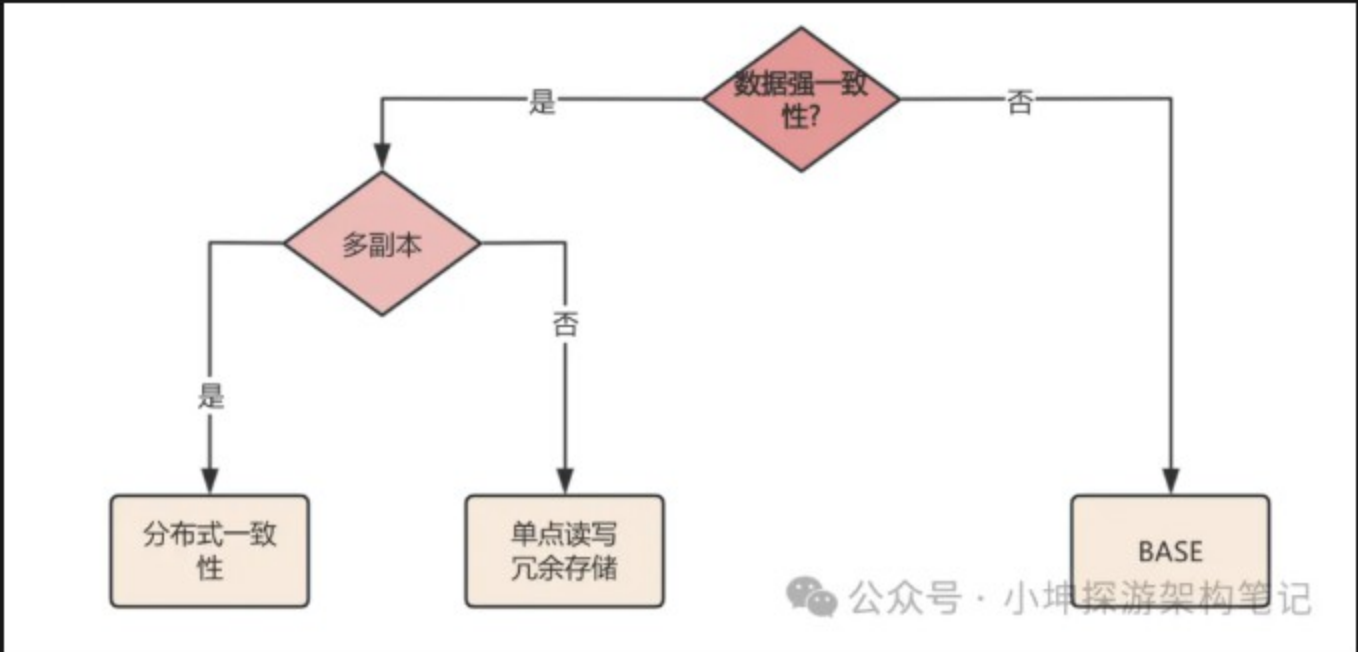 数据强一致
性?
是
否
多副本
否
是
分布式一致
性
单点读写
冗余存储
BASE
公众号 · 小坤探游架构笔记